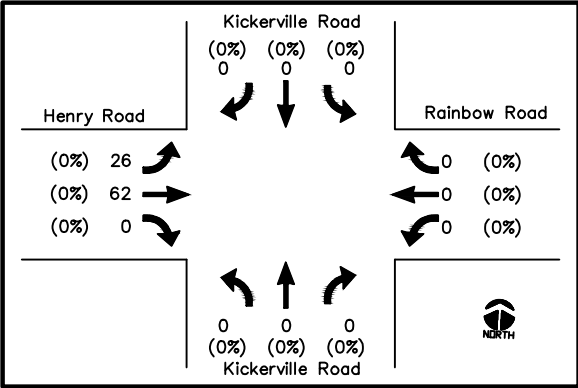 Kickerville Road
(0%) (0%) (0%)
0 0 0
Henry Road
Rainbow Road
(0%) 26
0 (0%)
(0%) 62
0 (0%)
(0%) 0
0 (0%)
0 0 0
(0%) (0%) (0%)
Kickerville Road
NORTH